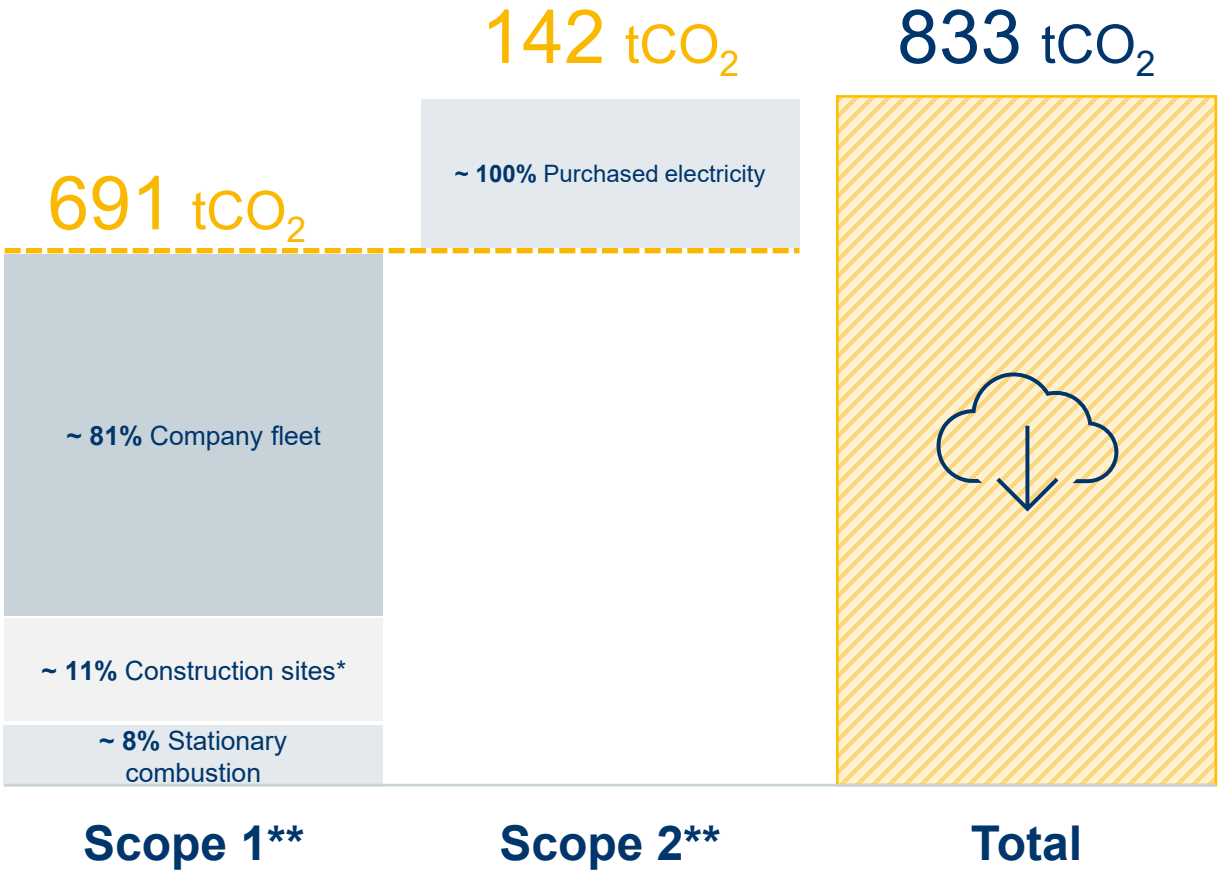 142 tCO₂
833 tCO₂
~ 100% Purchased electricity
691 tCO₂
~ 81% Company fleet
~ 11% Construction sites*
~ 8% Stationary
combustion
Scope 1**
Scope 2**
Total